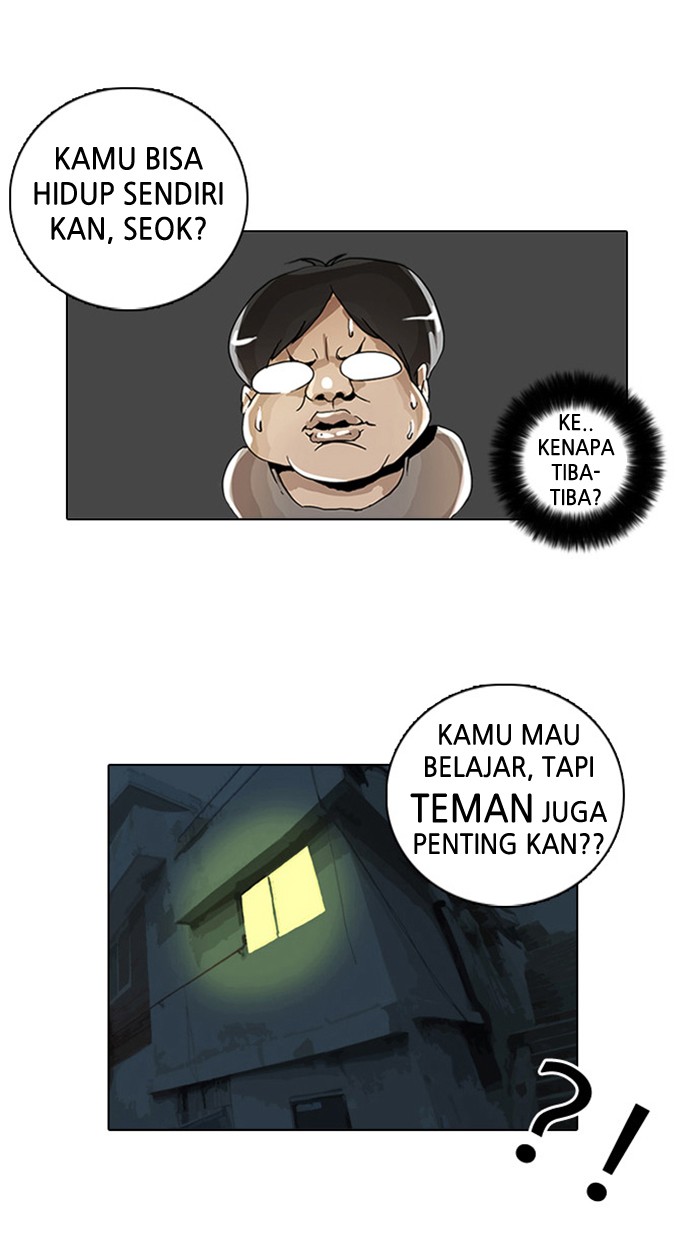 KAMU BISA
HIDUP SENDIRI
KAN, SEOK?
KE..
KENAPA
TIBA-
TIBA?
KAMU MAU
BELAJAR, TAPI
TEMAN JUGA
PENTING KAN??
?!